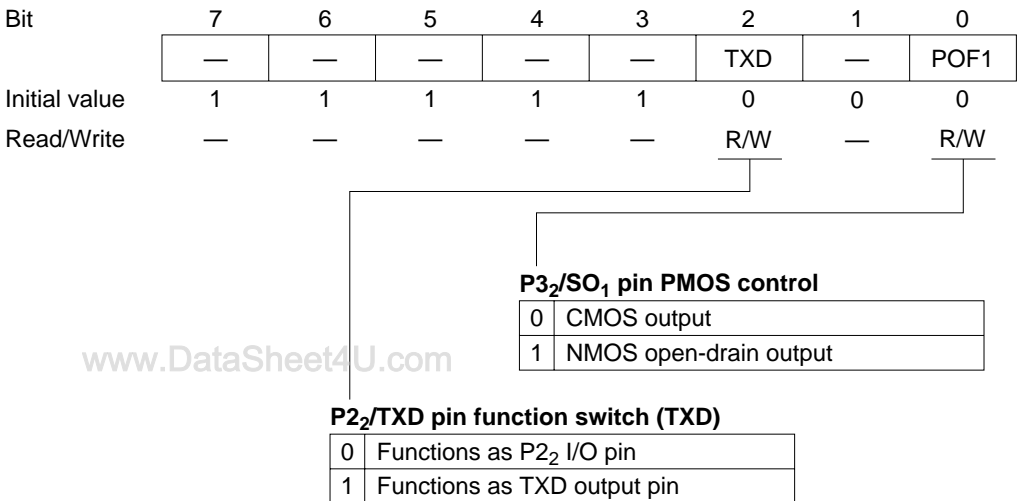 Bit 7 6 5 4 3 2 1 0
— — — — — TXD — POF1
Initial value 1 1 1 1 1 0 0 0
Read/Write — — — — — R/W — R/W
P3₂/SO₁ pin PMOS control
0 CMOS output
1 NMOS open-drain output
www.DataSheet4U.com
P2₂/TXD pin function switch (TXD)
0 Functions as P2₂ I/O pin
1 Functions as TXD output pin